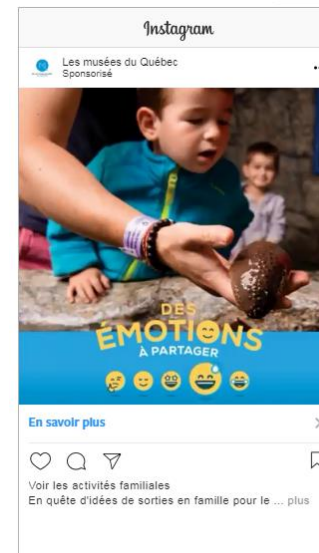 Instagram
Les musées du Québec
Sponsorisé
DES
ÉMOTIONS
À PARTAGER
En savoir plus
Voir les activités familiales
En quête d'idées de sorties en famille pour le ... plus